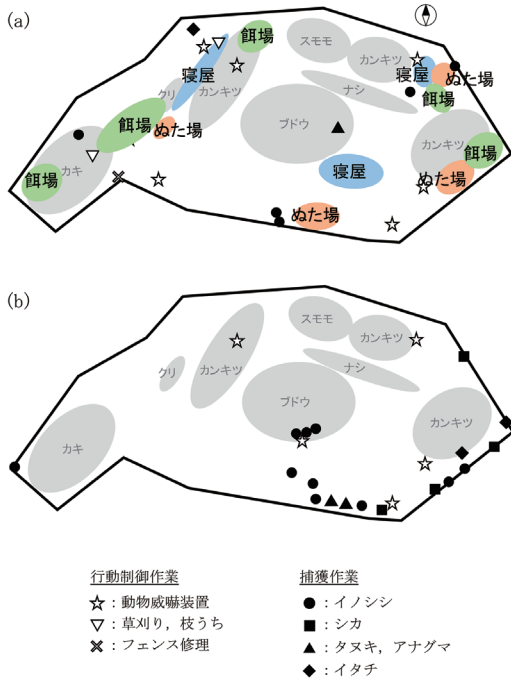 (a)
スモモ
餌場
カンキツ
寝屋
寝屋
カンキツ
ぬた場
クリ
ナシ
餌場
ブドウ
餌場
ぬた場
カンキツ
餌場
カキ
餌場
寝屋
ぬた場
ぬた場
(b)
スモモ
カンキツ
クリ
カンキツ
ナシ
ブドウ
カンキツ
カキ
行動制御作業
：動物威嚇装置
：草刈り，枝うち
：フェンス修理
捕獲作業
：イノシシ
：シカ
：タヌキ，アナグマ
：イタチ